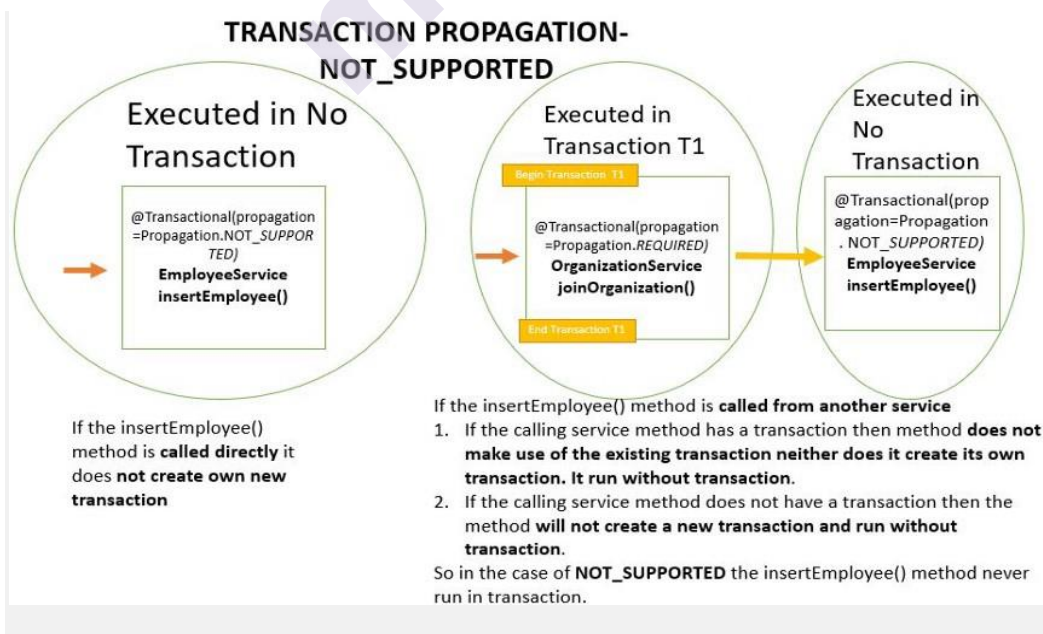 TRANSACTION PROPAGATION-
NOT_SUPPORTED
Executed in No
Transaction
@Transactional(propagation
=Propagation.NOT_SUPPOR
TED)
EmployeeService
insertEmployee()
If the insertEmployee()
method is called directly it
does not create own new
transaction
Executed in
Transaction T1
Begin Transaction T1
@Transactional(propagation
=Propagation.REQUIRED)
OrganizationService
joinOrganization()
End Transaction T1
Executed in
No
Transaction
@Transactional(prop
agation=Propagation
. NOT_SUPPORTED)
EmployeeService
insertEmployee()
If the insertEmployee() method is called from another service
1. If the calling service method has a transaction then method does not
make use of the existing transaction neither does it create its own
transaction. It run without transaction.
2. If the calling service method does not have a transaction then the
method will not create a new transaction and run without
transaction.
So in the case of NOT_SUPPORTED the insertEmployee() method never
run in transaction.